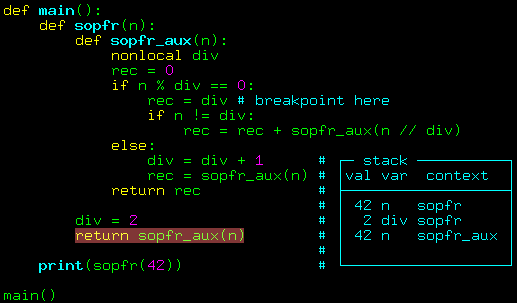 def main():
    def sopfr(n):
        def sopfr_aux(n):
            nonlocal div
            rec = 0
            if n % div == 0:
                rec = div # breakpoint here
                if n != div:
                    rec = rec + sopfr_aux(n // div)
            else:
                div = div + 1      # stack
                rec = sopfr_aux(n) # val var  context
            return rec             #
                                   # 42 n   sopfr
        div = 2                    # 2 div sopfr
        return sopfr_aux(n)        # 42 n   sopfr_aux
                                   #
    print(sopfr(42))               #
main()